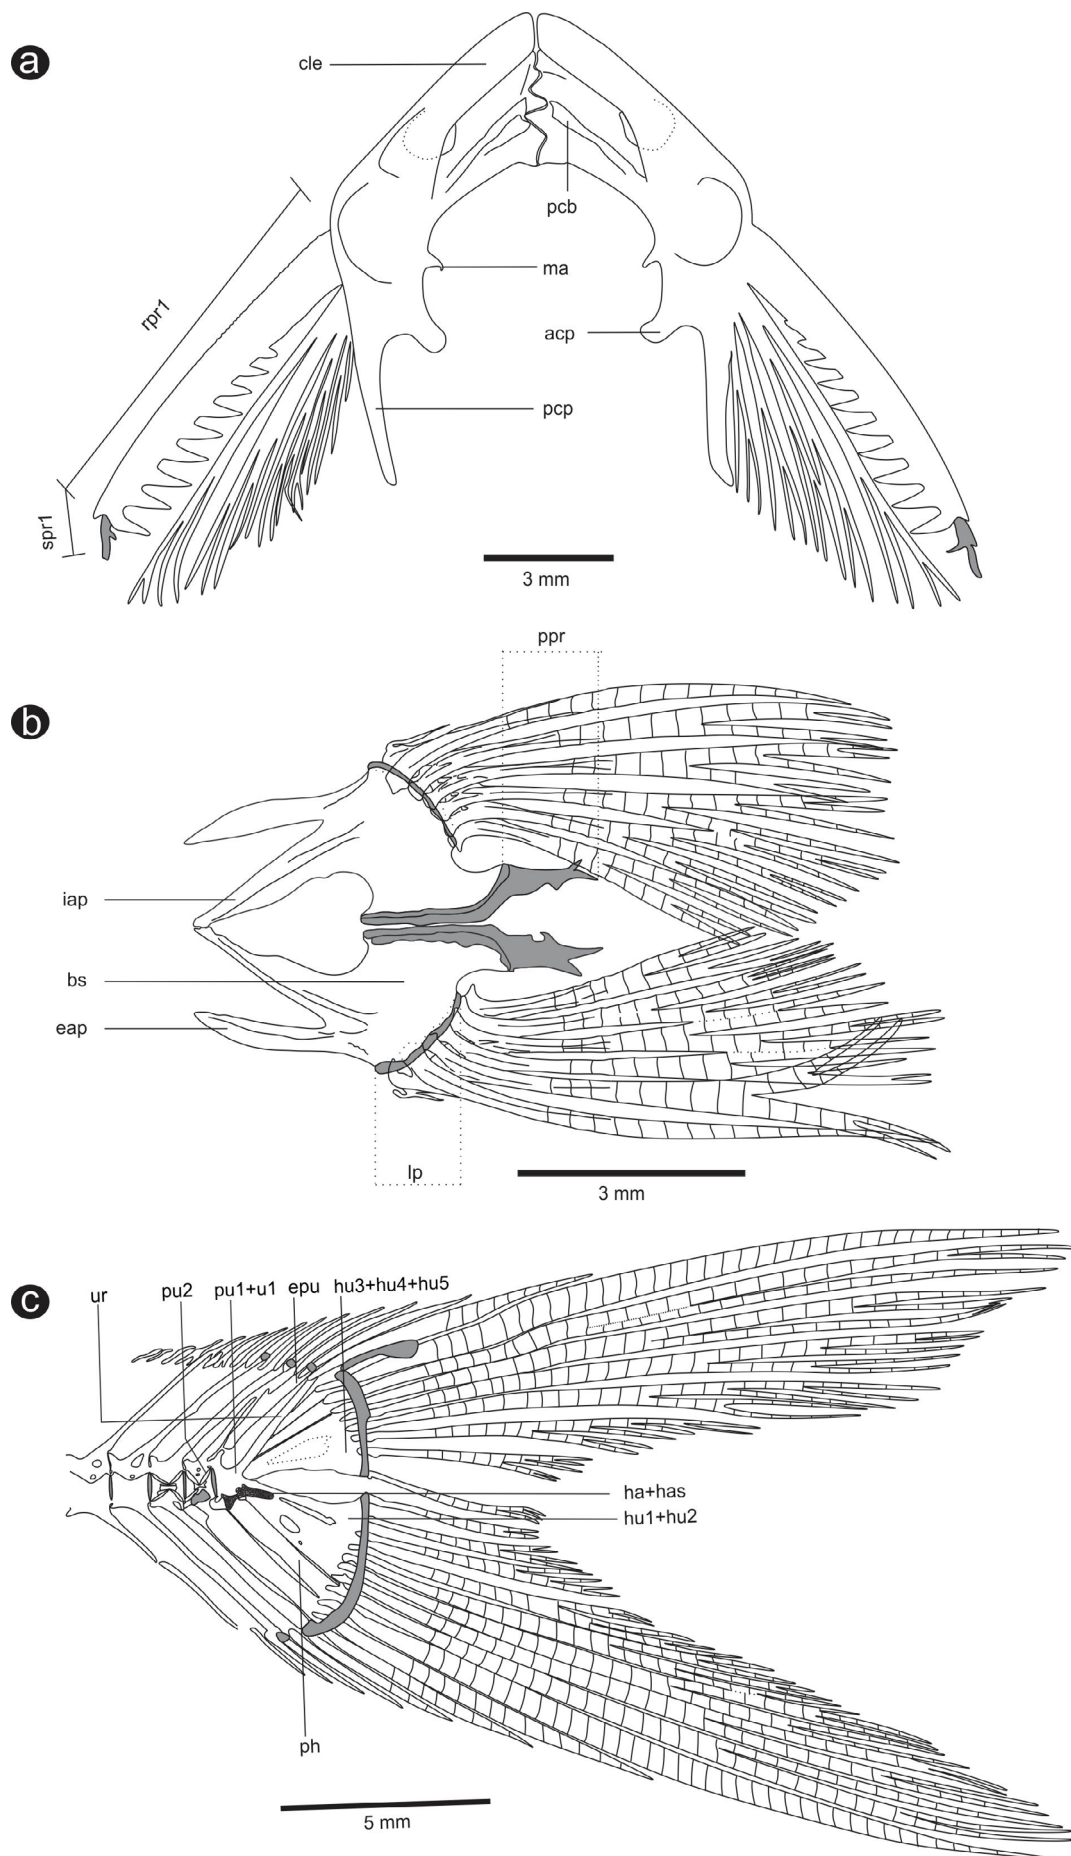 a
cle
pcb
ma
rpr1
acp
pcp
spr1
3 mm
ppr
b
iap
bs
eap
lp
3 mm
c
ur
pu2
pu1+u1
epu
hu3+hu4+hu5
ha+has
hu1+hu2
ph
5 mm